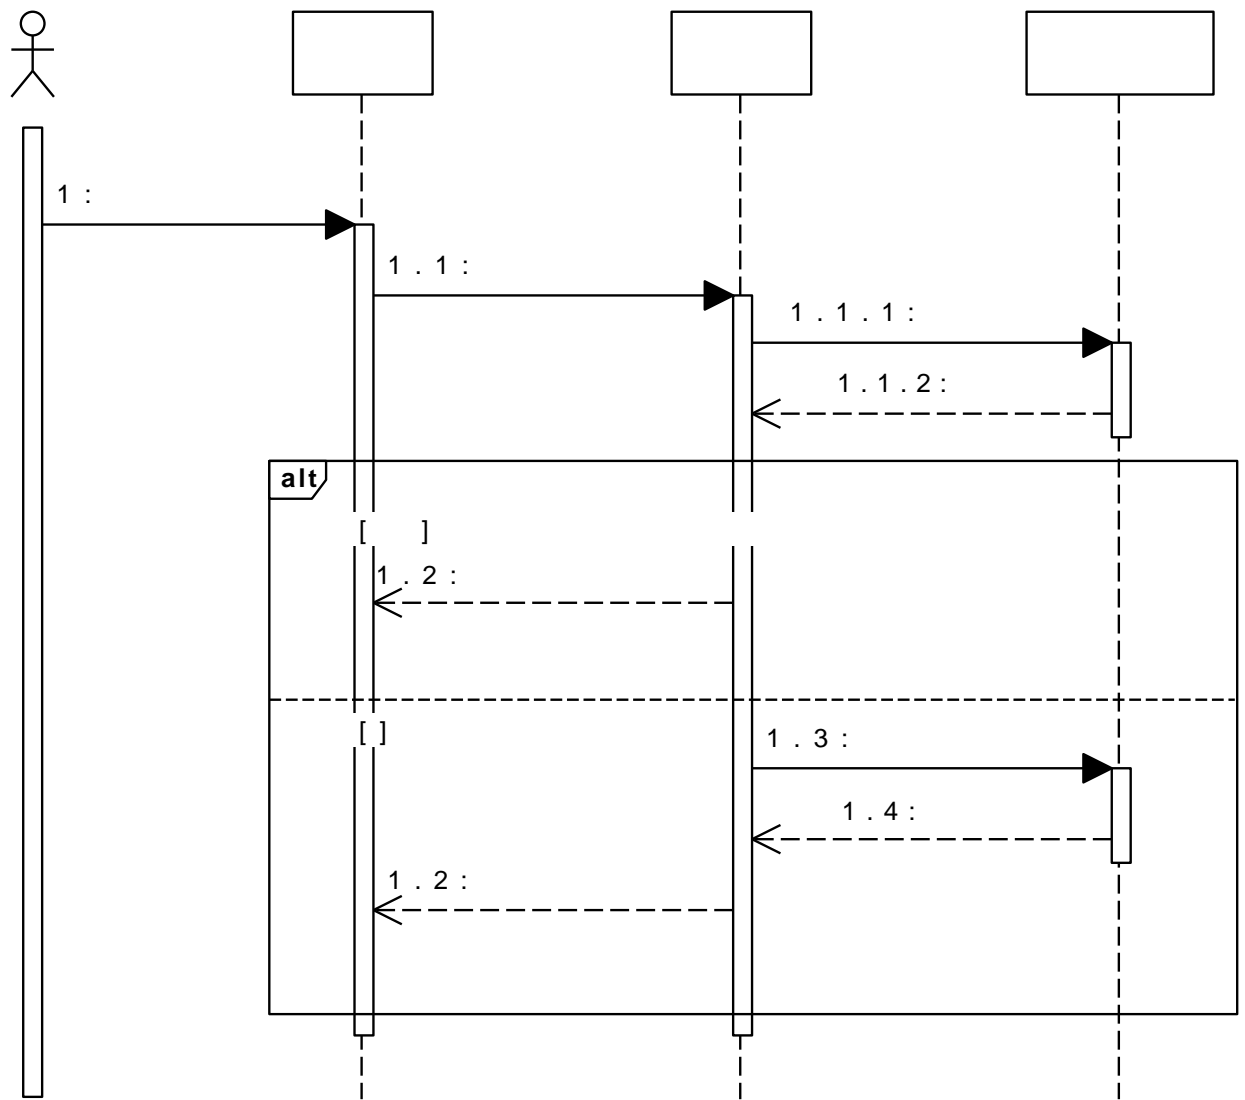 1 :
1 . 1 :
1 . 1 . 1 :
1 . 1 . 2 :
alt
[ ]
1 . 2 :
[ ]
1 . 3 :
1 . 4 :
1 . 2 :